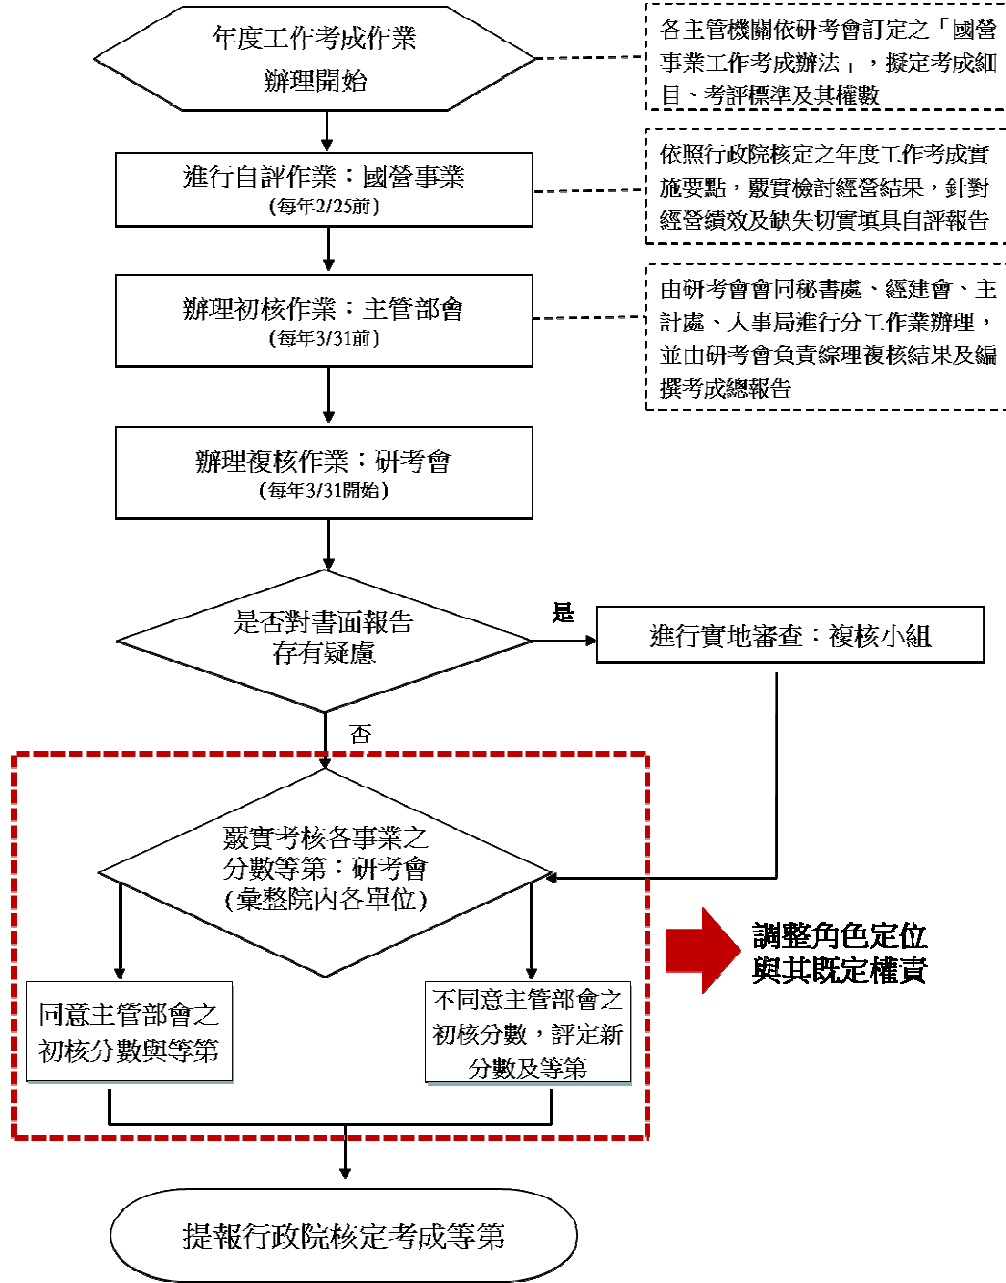 年度工作考成作業
辦理開始
各主管機關依研考會訂定之「國營
事業工作考成辦法」，擬定考成細
目、考評標準及其權數
進行自評作業：國營事業
(每年2/25前)
依照行政院核定之年度工作考成實
施要點，覈實檢討經營結果，針對
經營績效及缺失切實填具自評報告
辦理初核作業：主管部會
(每年3/31前)
由研考會會同秘書處、經建會、主
計處、人事局進行分工作業辦理，
並由研考會負責綜理複核結果及編
撰考成總報告
辦理複核作業：研考會
(每年3/31開始)
是否對書面報告
存有疑慮
是
進行實地審查：複核小組
否
覈實考核各事業之
分數等第：研考會
(彙整院內各單位)
調整角色定位
與其既定權責
同意主管部會之
初核分數與等第
不同意主管部會之
初核分數，評定新
分數及等第
提報行政院核定考成等第